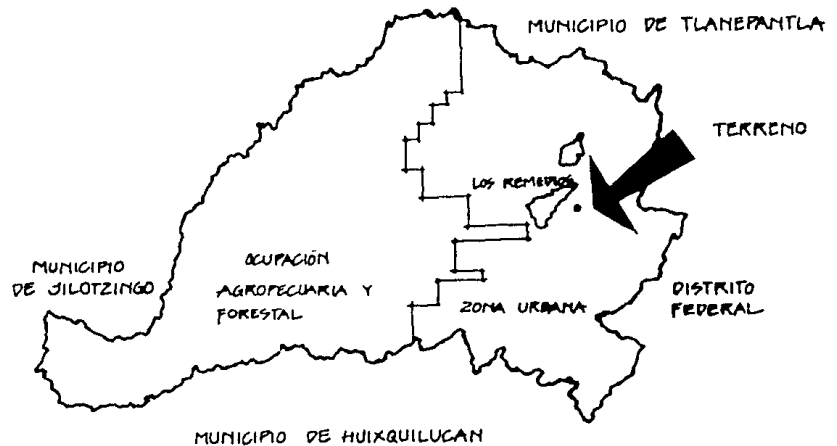 MUNICIPIO DE TLANEPANTLA
TERRENO
LOS REMEDIOS
MUNICIPIO
DE JILOTZINGO
OCUPACIÓN
AGROPECUARIA Y
FORESTAL
ZONA URBANA
DISTRITO
FEDERAL
MUNICIPIO DE HUIXQUILUCAN